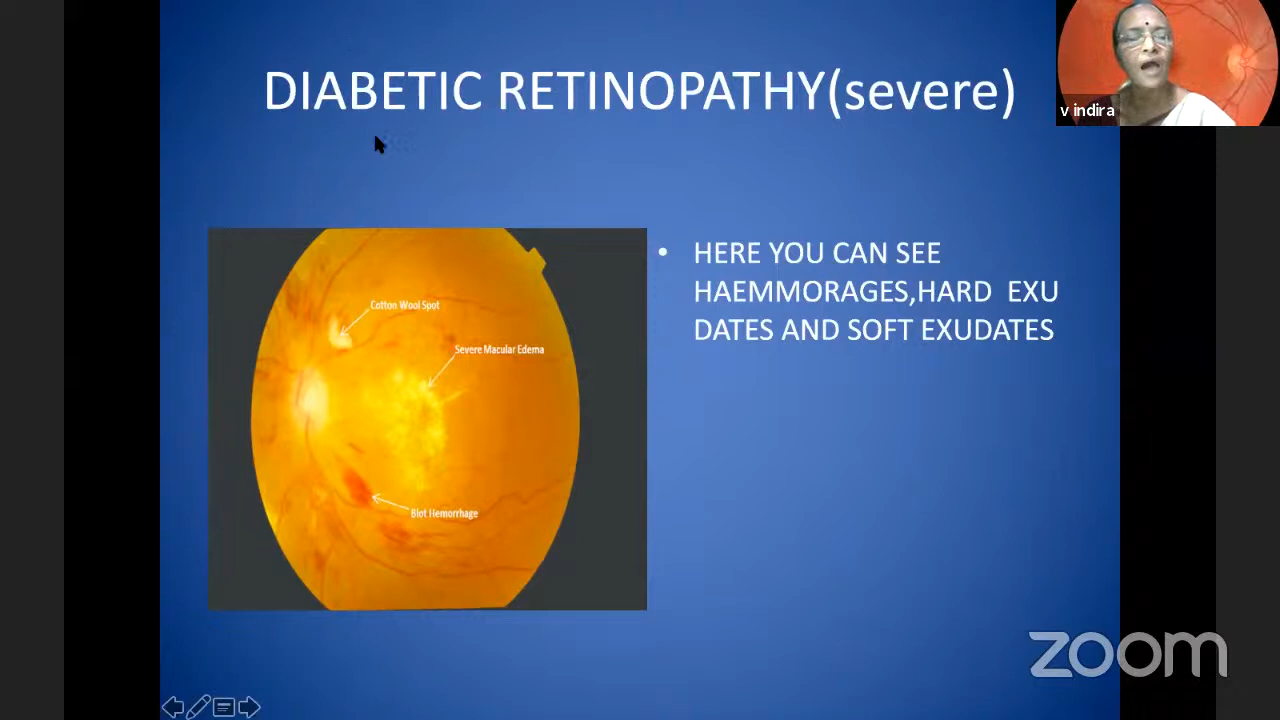 DIABETIC RETINOPATHY(severe)
v indira
Cotton Wool Spot
Severe Macular Edema
Blot Hemorrhage
• HERE YOU CAN SEE
HAEMMORAGES,HARD EXU
DATES AND SOFT EXUDATES
zoom